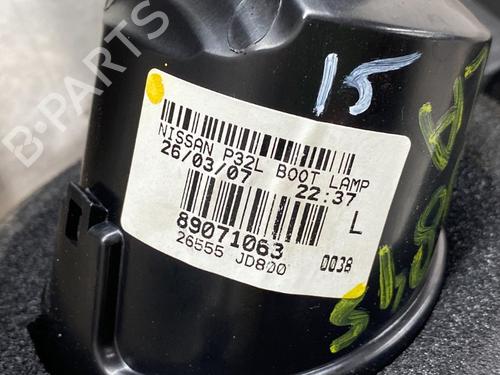 15
NISSAN P32L BOOT LAMP
26/03/07 22:37
L
89071063
26555 JD800 0038
B-PARTS